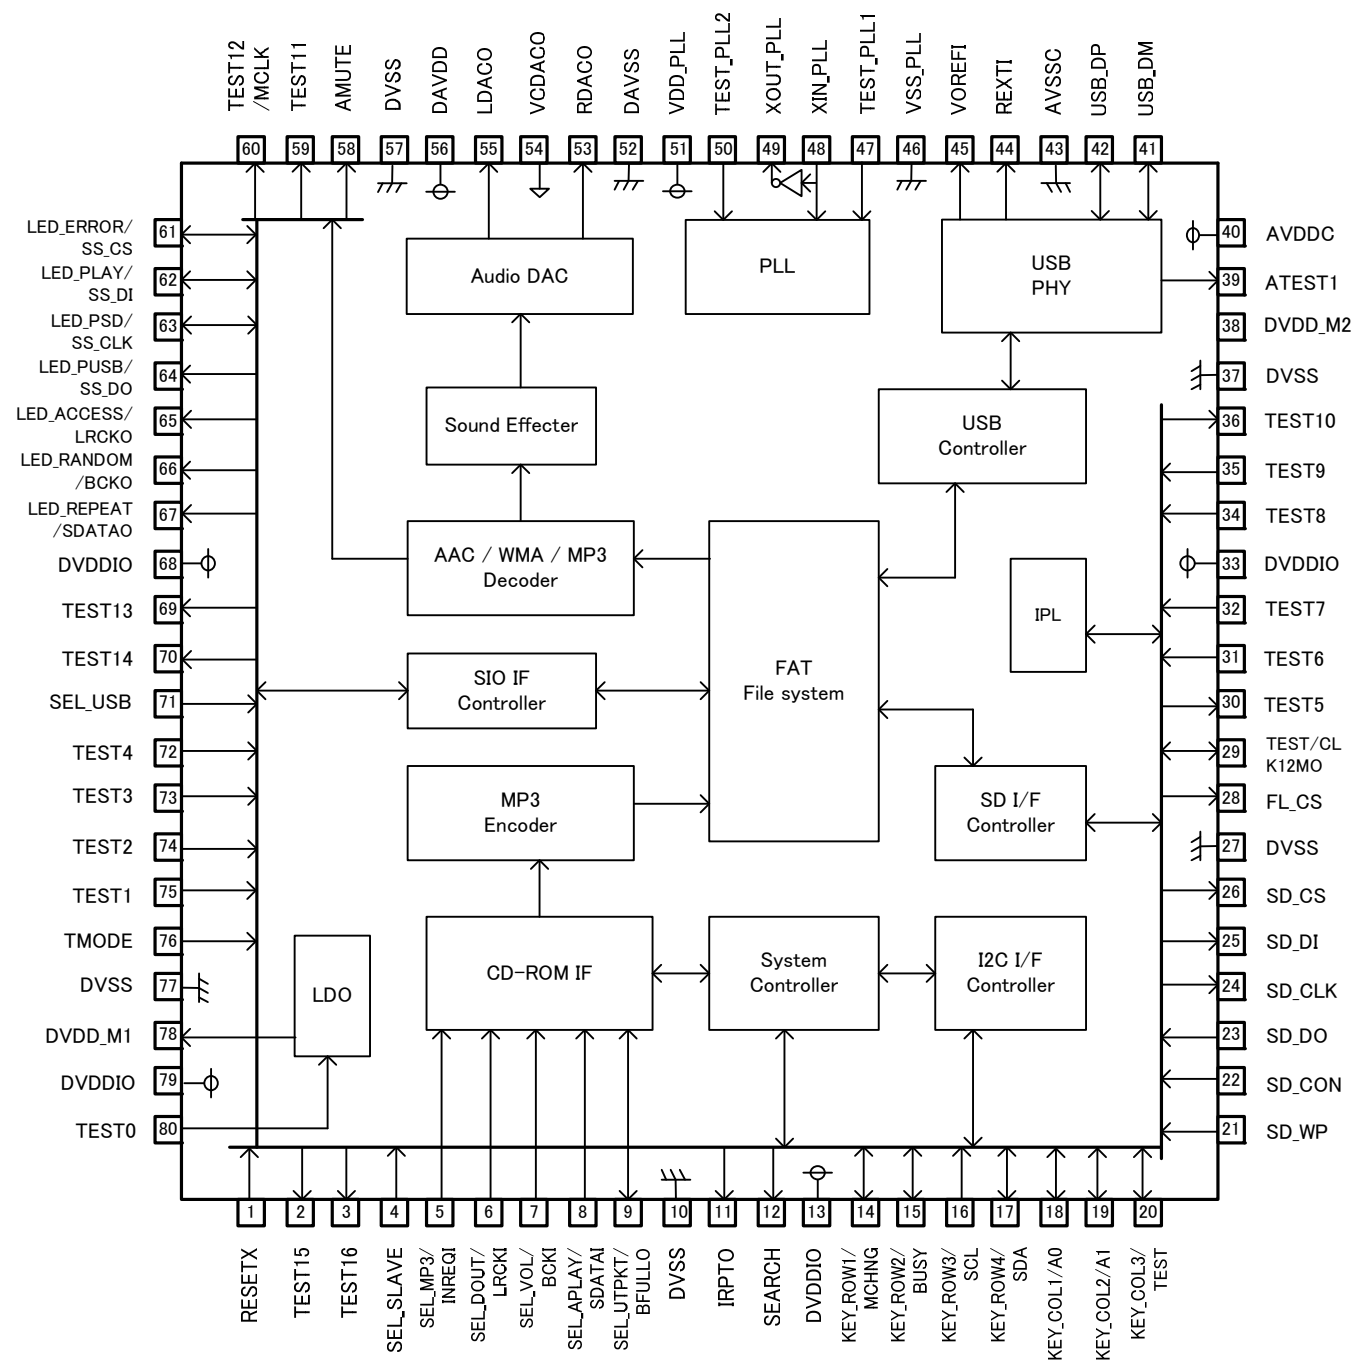 TEST12
/MCLK
TEST11
AMUTE
DVSS
DAVDD
LDACO
VCDACO
RDACO
DAVSS
VDD_PLL
TEST_PLL2
XOUT_PLL
XIN_PLL
TEST_PLL1
VSS_PLL
VOREFI
REXTI
AVSSC
USB_DP
USB_DM
60
59
58
57
56
55
54
53
52
51
50
49
48
47
46
45
44
43
42
41
LED_ERROR/
SS_CS
61
LED_PLAY/
SS_DI
62
LED_PSD/
SS_CLK
63
LED_PUSB/
SS_DO
64
LED_ACCESS/
LRCKO
65
LED_RANDOM
/BCKO
66
LED_REPEAT
/SDATAO
67
DVDDIO
68
TEST13
69
TEST14
70
SEL_USB
71
TEST4
72
TEST3
73
TEST2
74
TEST1
75
TMODE
76
DVSS
77
DVDD_M1
78
DVDDIO
79
TEST0
80
Audio DAC
PLL
USB
PHY
Sound Effecter
USB
Controller
AAC / WMA / MP3
Decoder
IPL
SIO IF
Controller
FAT
File system
MP3
Encoder
SD I/F
Controller
LDO
CD-ROM IF
System
Controller
I2C I/F
Controller
40
AVDDC
39
ATEST1
38
DVDD_M2
37
DVSS
36
TEST10
35
TEST9
34
TEST8
33
DVDDIO
32
TEST7
31
TEST6
30
TEST5
29
TEST/CL
K12MO
28
FL_CS
27
DVSS
26
SD_CS
25
SD_DI
24
SD_CLK
23
SD_DO
22
SD_CON
21
SD_WP
1
2
3
4
5
6
7
8
9
10
11
12
13
14
15
16
17
18
19
20
RESETX
TEST15
TEST16
SEL_SLAVE
SEL_MP3/
INREQI
SEL_DOUT/
LRCKI
SEL_VOL/
BCKI
SEL_APLAY/
SDATAI
SEL_UTPKT/
BFULLO
DVSS
IRPTO
SEARCH
DVDDIO
KEY_ROW1/
MCHNG
KEY_ROW2/
BUSY
KEY_ROW3/
SCL
KEY_ROW4/
SDA
KEY_COL1/A0
KEY_COL2/A1
KEY_COL3/
TEST